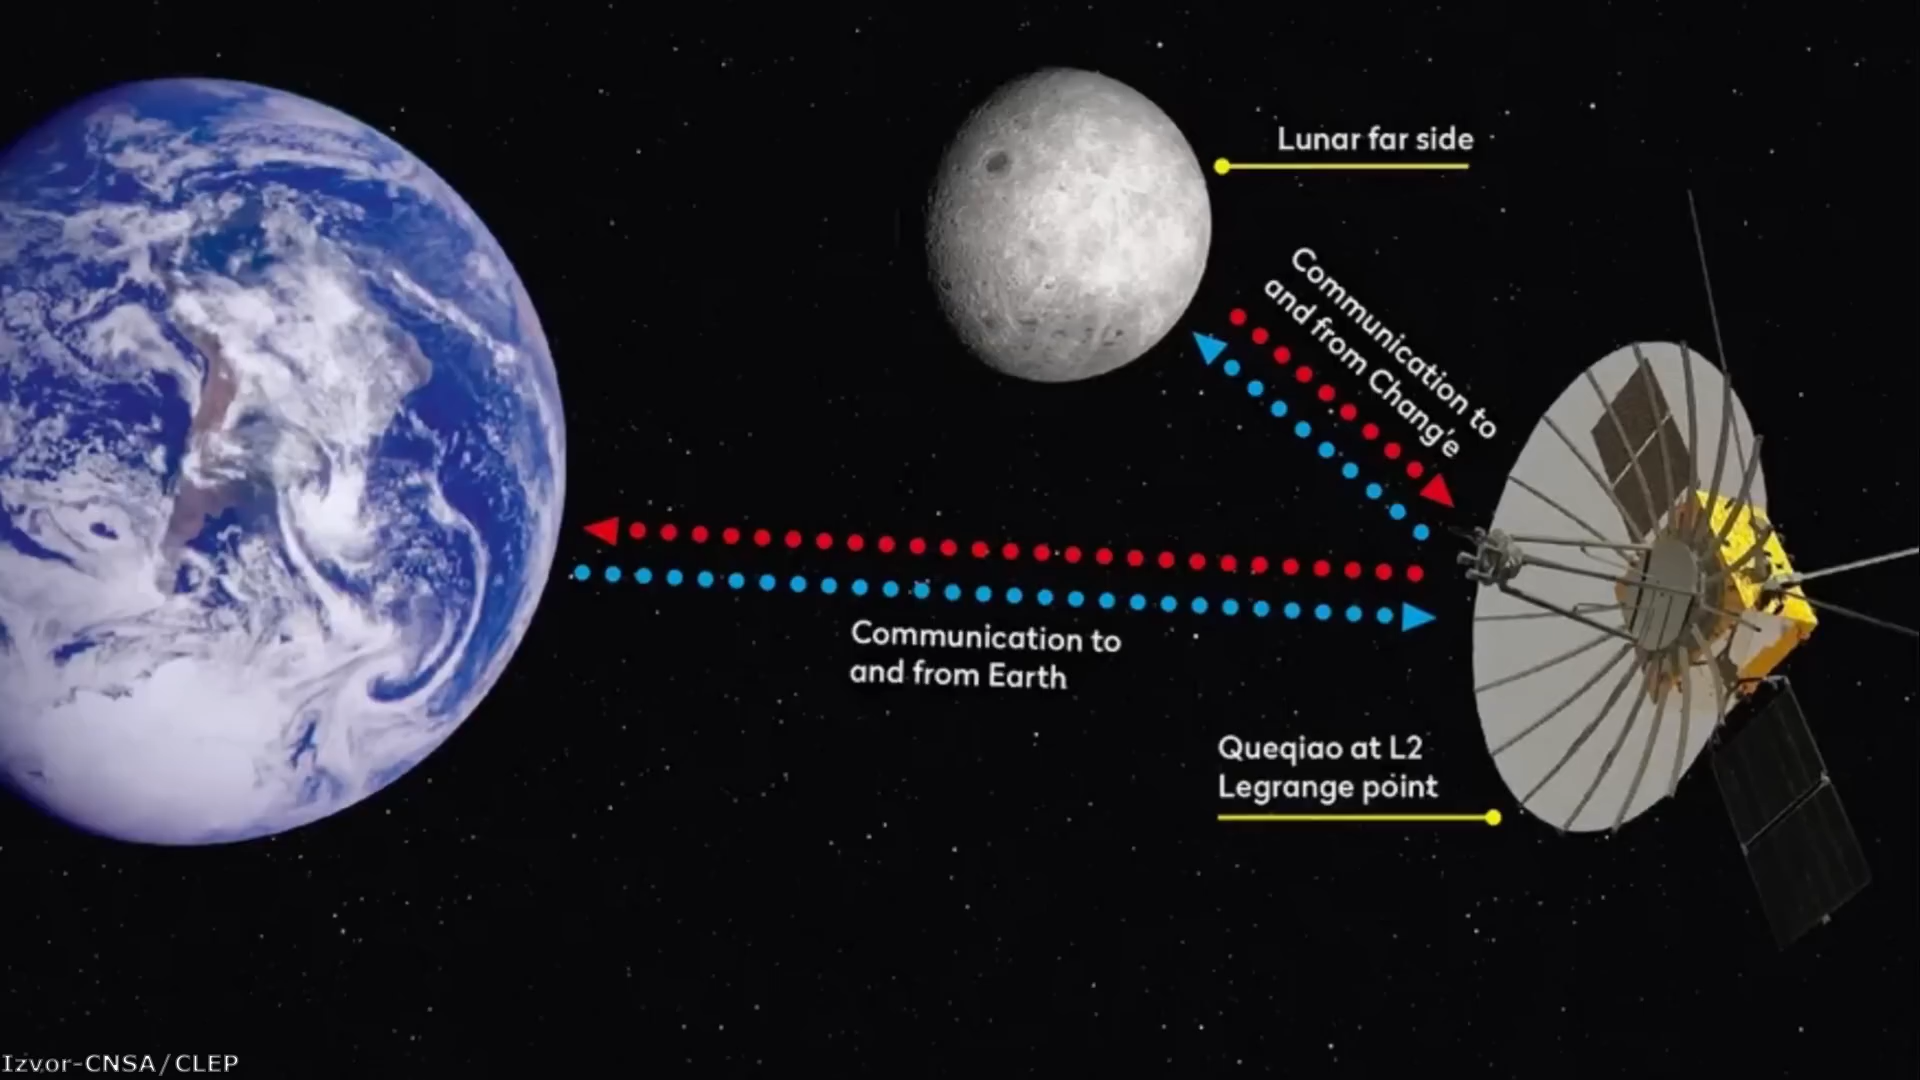 Lunar far side
Communication to
and from Chang'e
Communication to
and from Earth
Queqiao at L2
Legrange point
Izvor-CNSA/CLEP